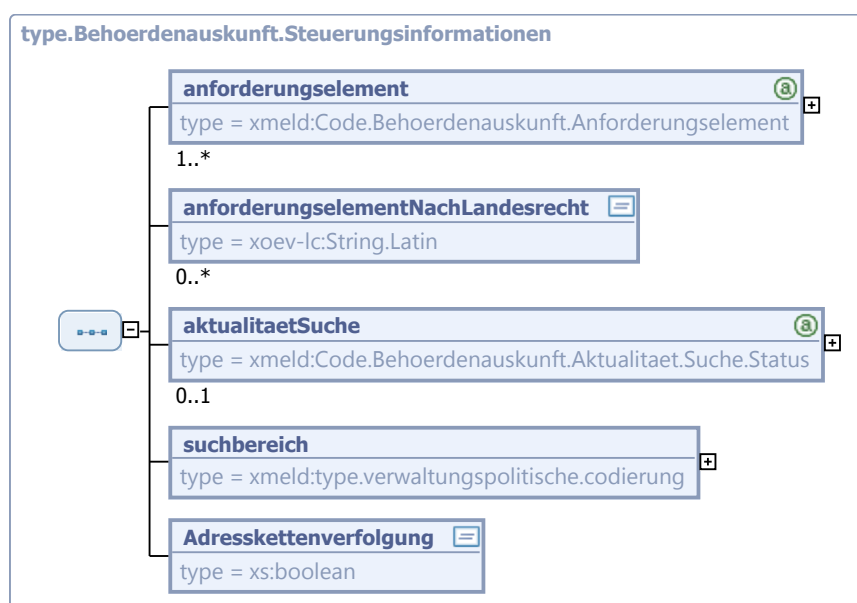 type.Behoerdenauskunft.Steuerungsinformationen
anforderungselement
type = xmeld:Code.Behoerdenauskunft.Anforderungselement
1..*
anforderungselementNachLandesrecht
type = xoev-lc:String.Latin
0..*
aktualitaetSuche
type = xmeld:Code.Behoerdenauskunft.Aktualitaet.Suche.Status
0..1
suchbereich
type = xmeld:type.verwaltungspolitische.codierung
Adresskettenverfolgung
type = xs:boolean